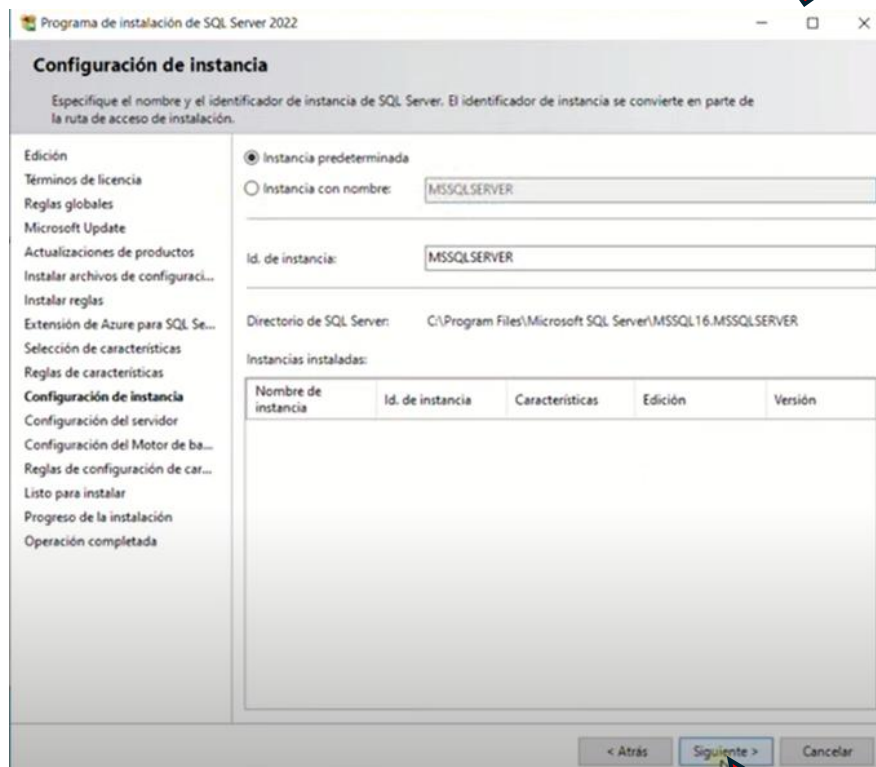 Programa de instalación de SQL Server 2022
Configuración de instancia
Especifique el nombre y el identificador de instancia de SQL Server. El identificador de instancia se convierte en parte de
la ruta de acceso de instalación.
Edición
Términos de licencia
Reglas globales
Microsoft Update
Actualizaciones de productos
Instalar archivos de configuraci...
Instalar reglas
Extensión de Azure para SQL Se...
Selección de características
Reglas de características
Configuración de instancia
Configuración del servidor
Configuración del Motor de ba...
Reglas de configuración de car...
Listo para instalar
Progreso de la instalación
Operación completada
Instancia predeterminada
Instancia con nombre: MSSQLSERVER
Id. de instancia: MSSQLSERVER
Directorio de SQL Server: C:\Program Files\Microsoft SQL Server\MSSQL16.MSSQLSERVER
Instancias instaladas:
Nombre de instancia Id. de instancia Características Edición Versión
< Atrás Siguiente > Cancelar